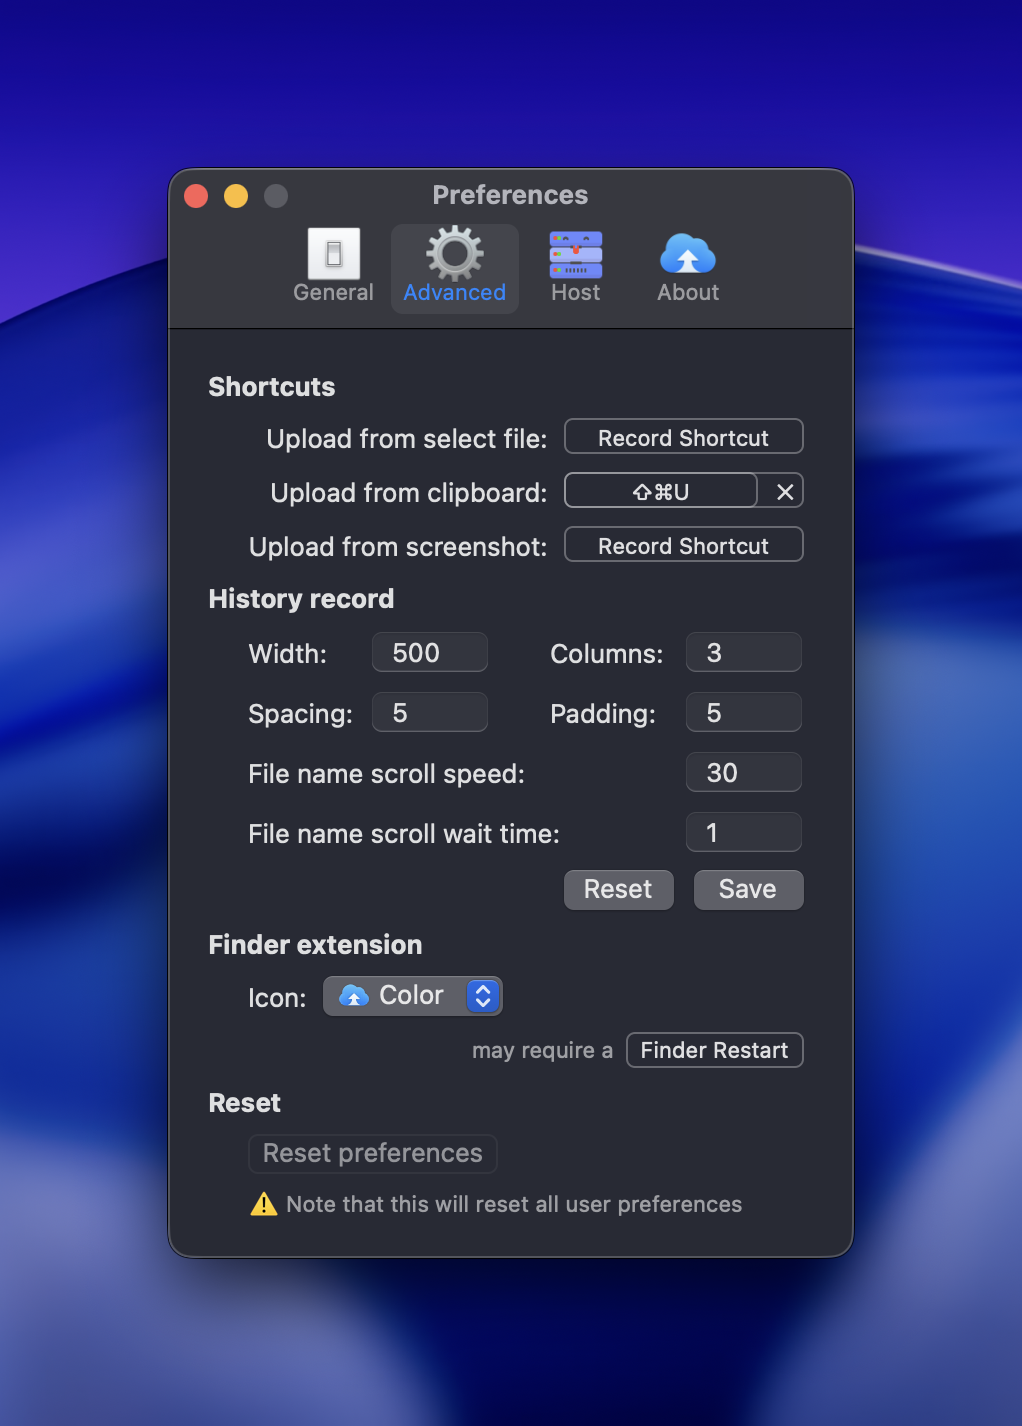 Preferences
General Advanced Host About
Shortcuts
Upload from select file: Record Shortcut
Upload from clipboard: ⇧⌘U ✕
Upload from screenshot: Record Shortcut
History record
Width: 500 Columns: 3
Spacing: 5 Padding: 5
File name scroll speed: 30
File name scroll wait time: 1
Reset Save
Finder extension
Icon: Color
may require a Finder Restart
Reset
Reset preferences
⚠️ Note that this will reset all user preferences